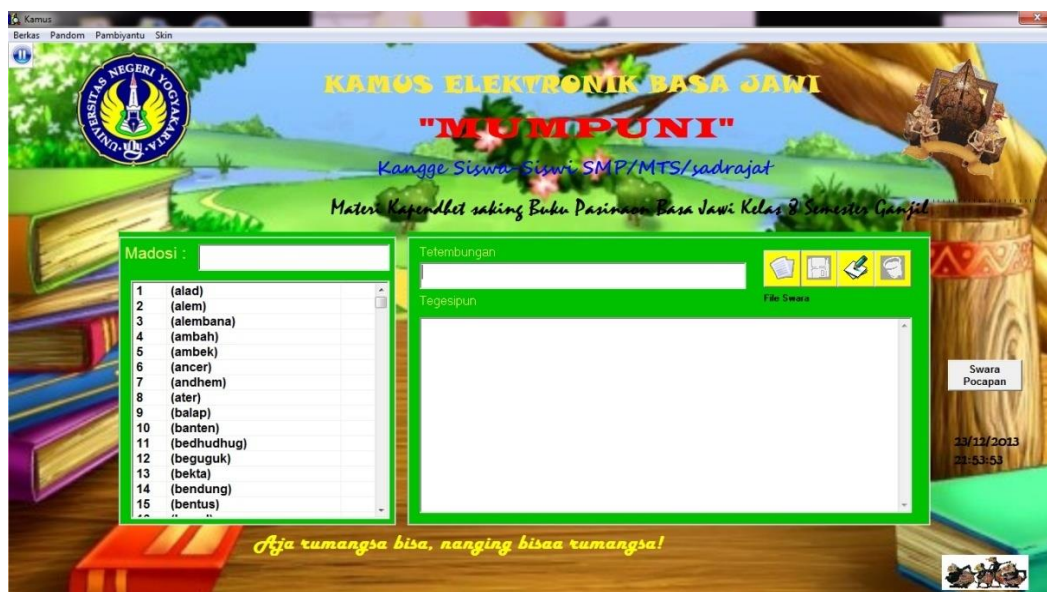 Kamus
Berkas Pandom Pambiyantu Skin
UNIVERSITAS NEGERI YOGYAKARTA
KAMUS ELEKTRONIK BASA JAWI
"MUMPUNI"
Kangge Siswa-Siswi SMP/MTS/sadrajat
Materi Kapendhet saking Buku Pasinaon Basa Jawi Kelas 8 Semester Ganjil
Madosi :
1 (alad)
2 (alem)
3 (alembana)
4 (ambah)
5 (ambek)
6 (ancer)
7 (andhem)
8 (ater)
9 (balap)
10 (banten)
11 (bedhudhug)
12 (beguguk)
13 (bekta)
14 (bendung)
15 (bentus)
Tetembungan
File Swara
Tegesipun
Swara
Pocapan
23/12/2013
21:53:53
Aja rumangsa bisa, nanging bisaa rumangsa!